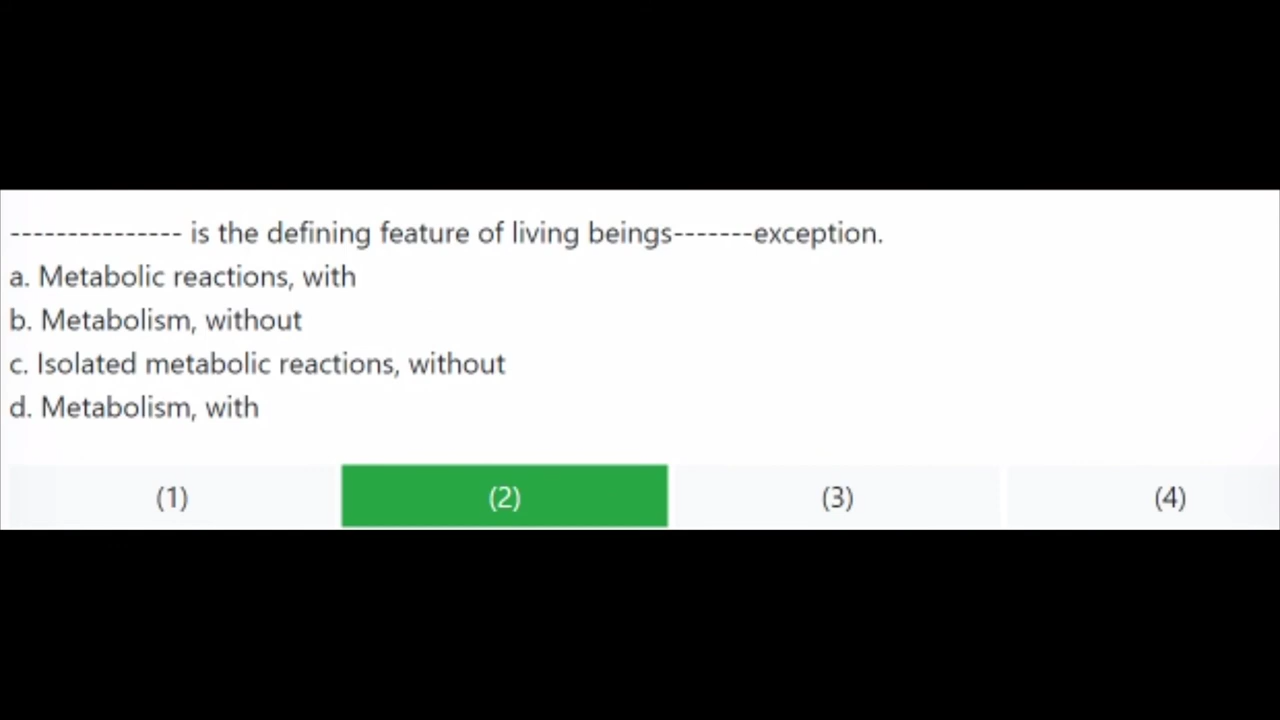 --------------- is the defining feature of living beings-------exception.
a. Metabolic reactions, with
b. Metabolism, without
c. Isolated metabolic reactions, without
d. Metabolism, with
(1) (2) (3) (4)